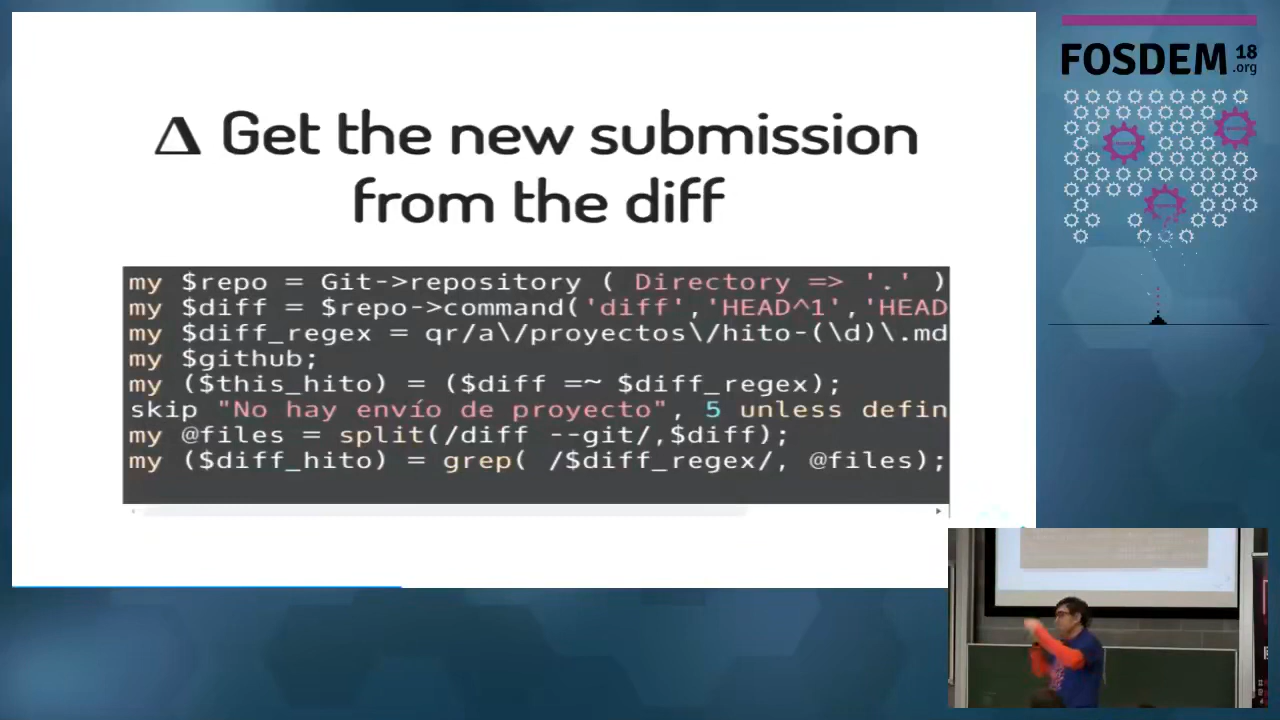 Δ Get the new submission
from the diff
my $repo = Git->repository ( Directory => '.' )
my $diff = $repo->command('diff','HEAD^1','HEAD
my $diff_regex = qr/a\/proyectos\/hito-(\d)\.md
my $github;
my ($this_hito) = ($diff =~ $diff_regex);
skip "No hay envío de proyecto", 5 unless defin
my @files = split(/diff --git/,$diff);
my ($diff_hito) = grep( /$diff_regex/, @files);
FOSDEM 18
.org